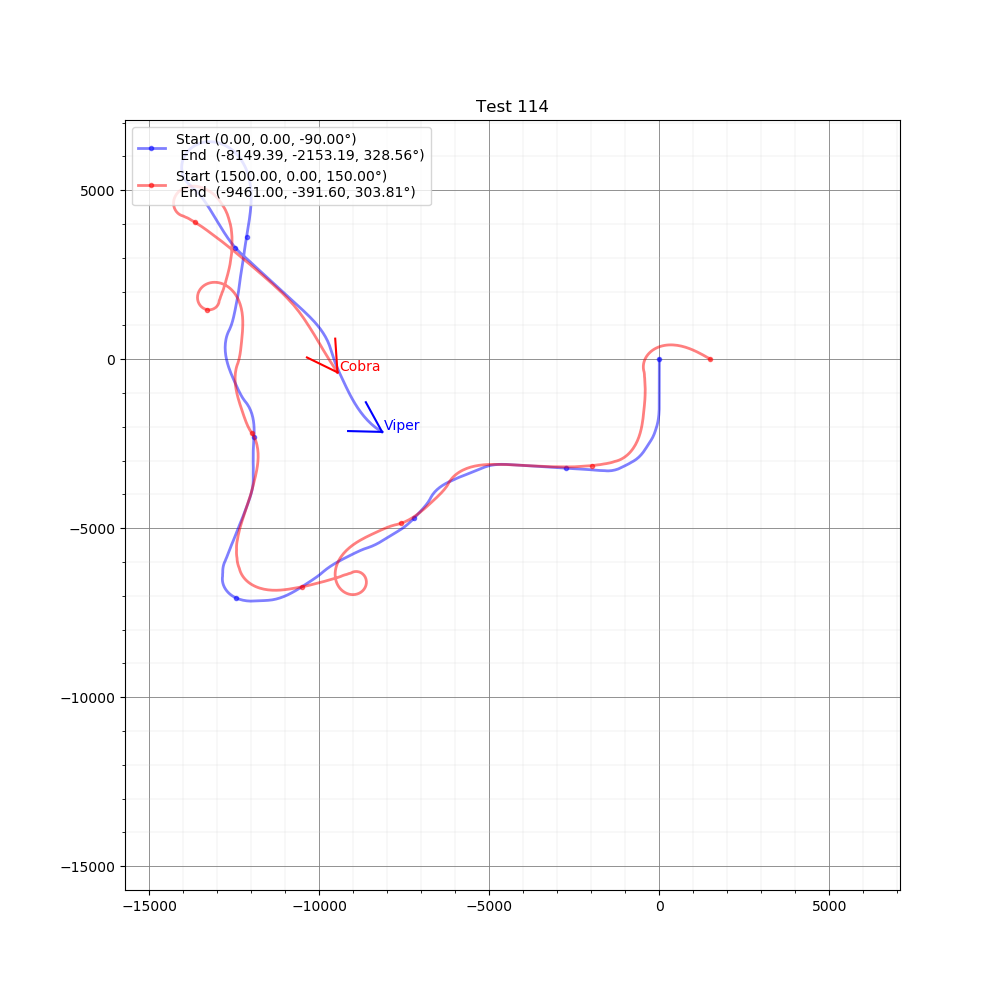 Test 114
Start (0.00, 0.00, -90.00°)
End (-8149.39, -2153.19, 328.56°)
Start (1500.00, 0.00, 150.00°)
End (-9461.00, -391.60, 303.81°)
5000
0
−5000
−10000
−15000
Cobra
Viper
−15000
−10000
−5000
0
5000